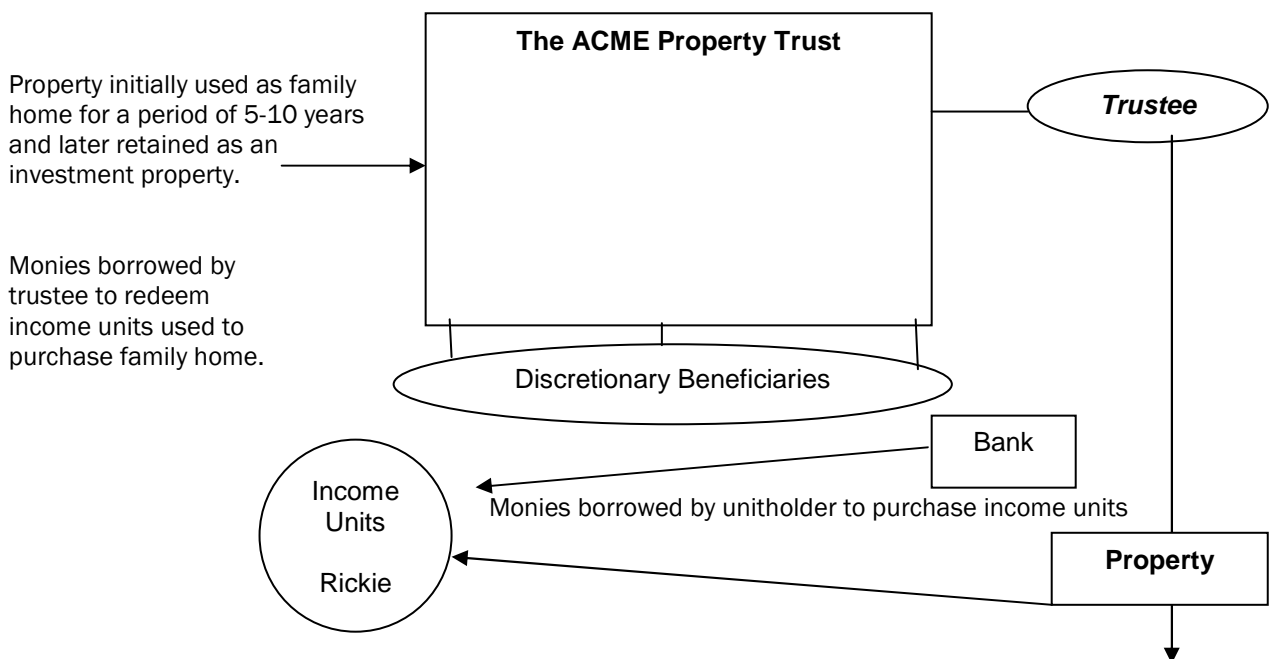 The ACME Property Trust
Property initially used as family
home for a period of 5-10 years
and later retained as an
investment property.
Trustee
Monies borrowed by
trustee to redeem
income units used to
purchase family home.
Discretionary Beneficiaries
Bank
Income
Units
Rickie
Monies borrowed by unitholder to purchase income units
Property